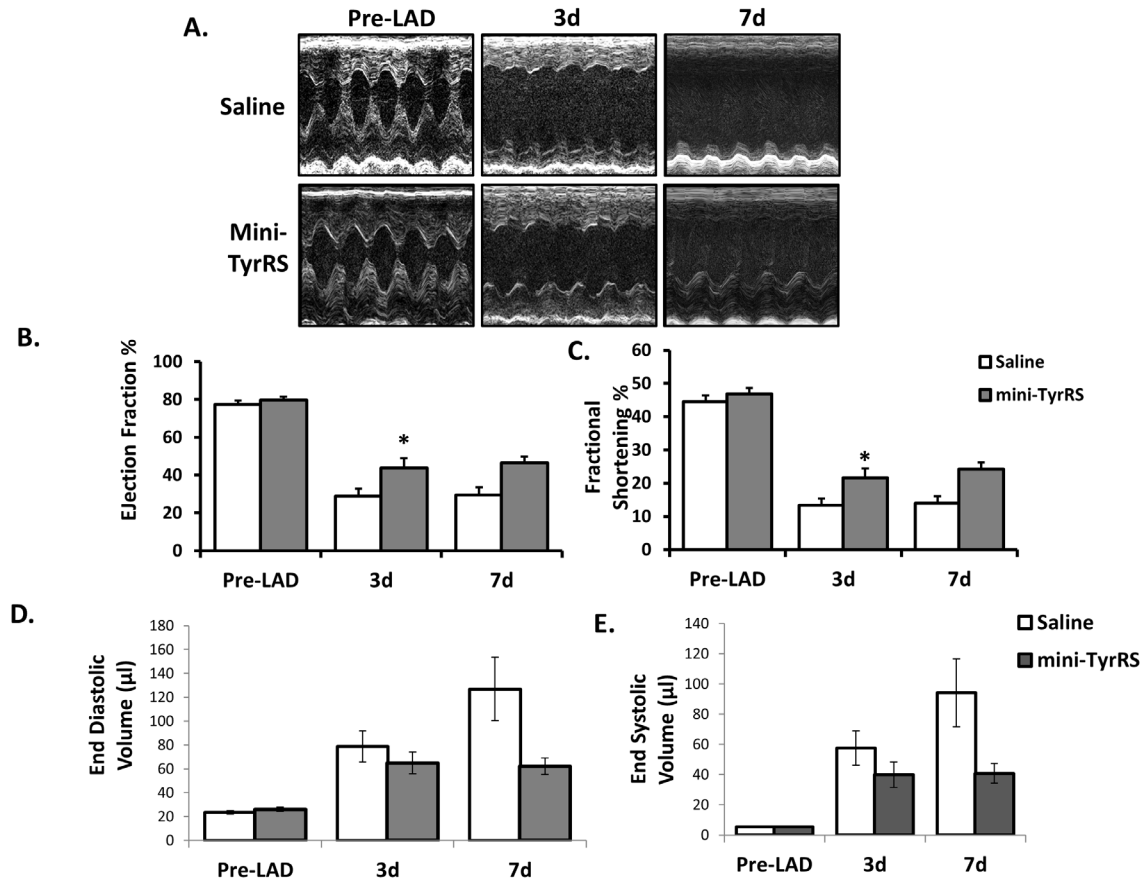 A.
Pre-LAD 3d 7d
Saline
Mini-
TyrRS
B.
Ejection Fraction %
100
80
60
40
20
0
*
Pre-LAD 3d 7d
C.
Fractional
Shortening %
60
50
40
30
20
10
0
*
Pre-LAD 3d 7d
Saline
mini-TyrRS
D.
End Diastolic
Volume (µl)
180
160
140
120
100
80
60
40
20
0
Pre-LAD 3d 7d
E.
End Systolic
Volume (µl)
140
120
100
80
60
40
20
0
Pre-LAD 3d 7d
Saline
mini-TyrRS